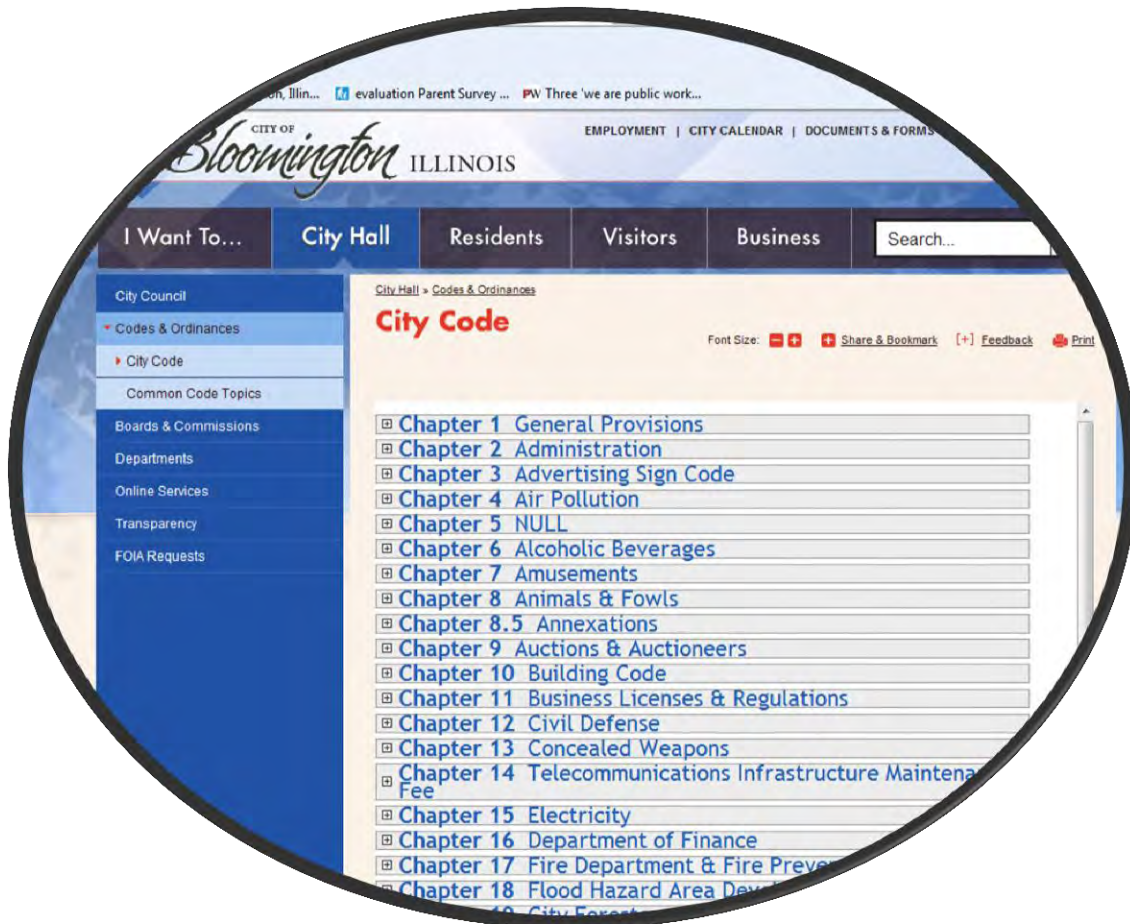 Illin... evaluation Parent Survey ... PW Three 'we are public work...
CITY OF
Bloomington ILLINOIS
EMPLOYMENT | CITY CALENDAR | DOCUMENTS & FORMS
I Want To... City Hall Residents Visitors Business Search...
City Council
Codes & Ordinances
City Code
Common Code Topics
Boards & Commissions
Departments
Online Services
Transparency
FOIA Requests
City Hall » Codes & Ordinances
City Code
Font Size: Share & Bookmark [+] Feedback Print
Chapter 1 General Provisions
Chapter 2 Administration
Chapter 3 Advertising Sign Code
Chapter 4 Air Pollution
Chapter 5 NULL
Chapter 6 Alcoholic Beverages
Chapter 7 Amusements
Chapter 8 Animals & Fowls
Chapter 8.5 Annexations
Chapter 9 Auctions & Auctioneers
Chapter 10 Building Code
Chapter 11 Business Licenses & Regulations
Chapter 12 Civil Defense
Chapter 13 Concealed Weapons
Chapter 14 Telecommunications Infrastructure
Fee
Chapter 15 Electricity
Chapter 16 Department of Finance
Chapter 17 Fire Department & Fire
Chapter 18 Flood Hazard Area
City